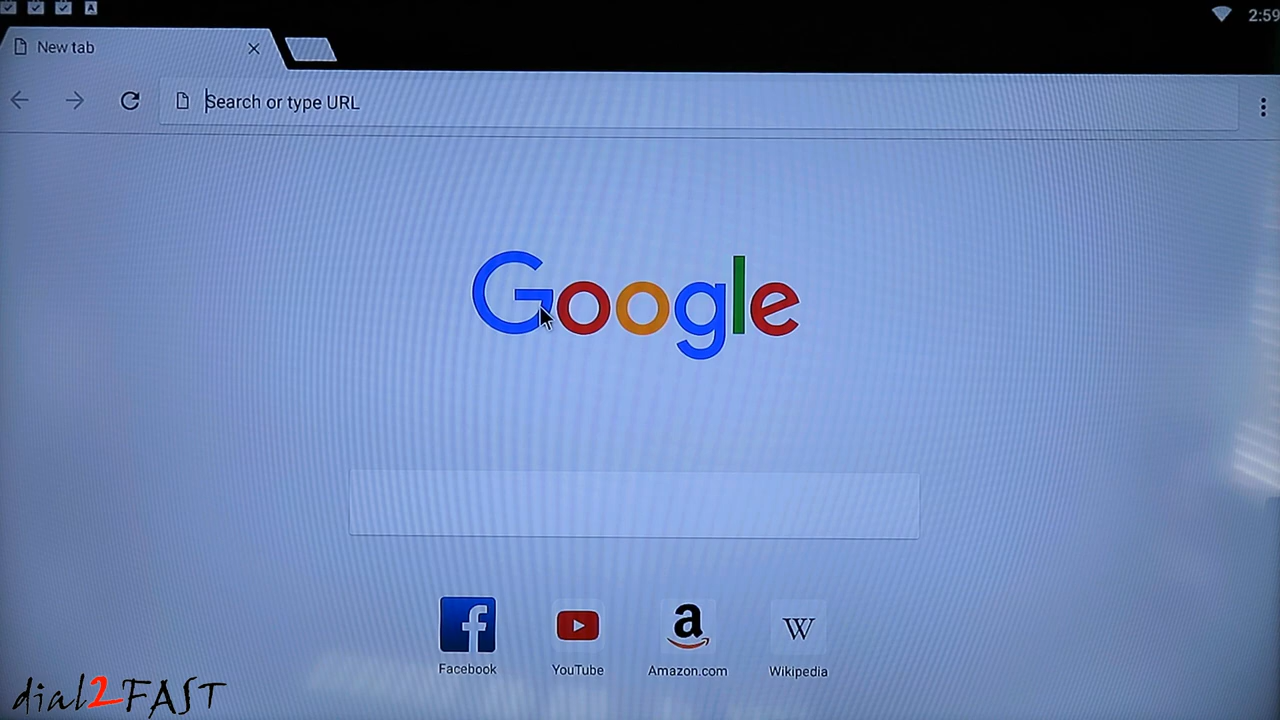 A
2:59
New tab
Search or type URL
Google
Facebook
YouTube
Amazon.com
Wikipedia
dial2FAST